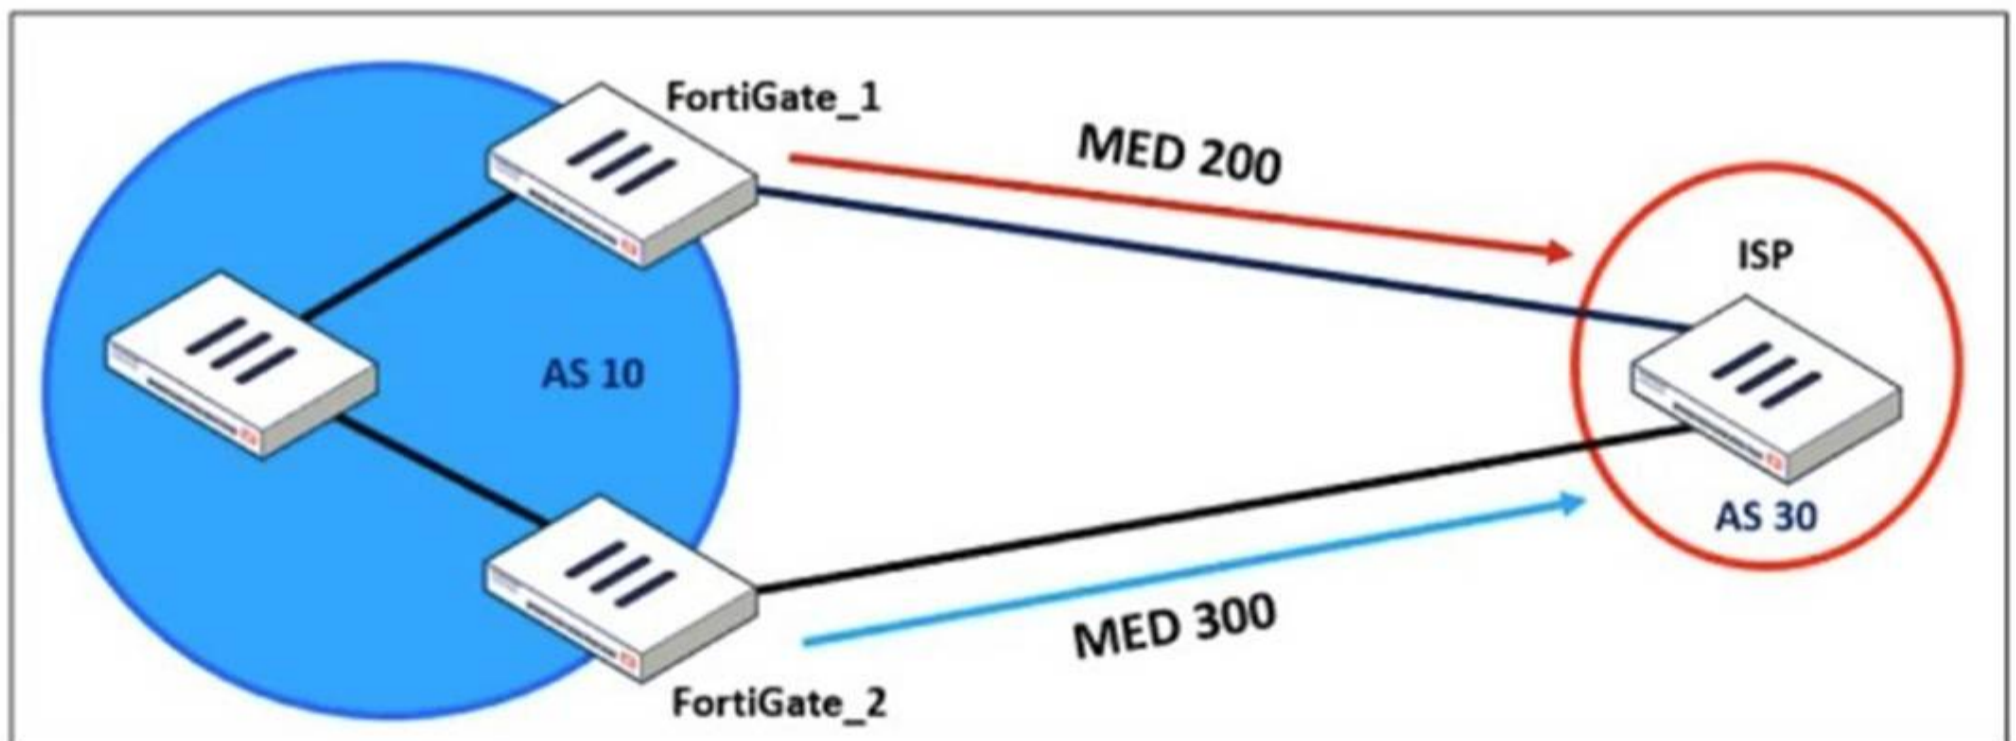 FortiGate_1
MED 200
ISP
AS 10
AS 30
MED 300
FortiGate_2